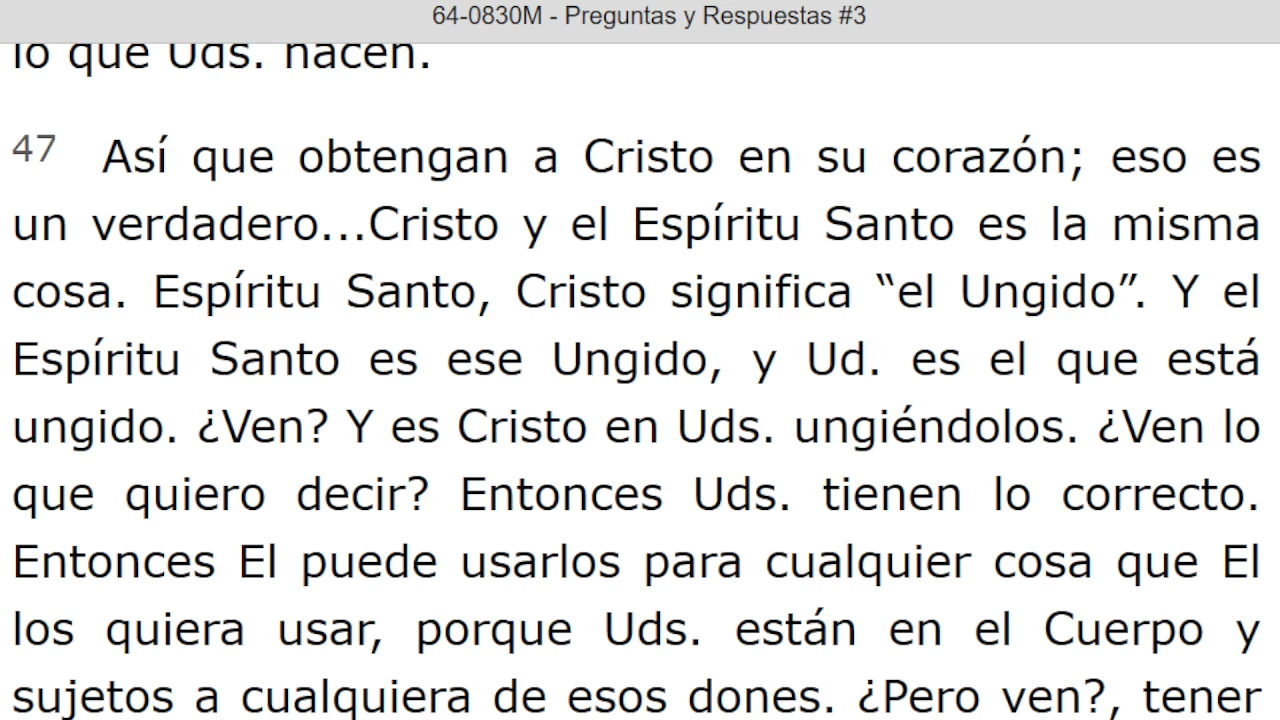 64-0830M - Preguntas y Respuestas #3
lo que Uds. hacen.
47 Así que obtengan a Cristo en su corazón; eso es
un verdadero...Cristo y el Espíritu Santo es la misma
cosa. Espíritu Santo, Cristo significa “el Ungido”. Y el
Espíritu Santo es ese Ungido, y Ud. es el que está
ungido. ¿Ven? Y es Cristo en Uds. ungiéndolos. ¿Ven lo
que quiero decir? Entonces Uds. tienen lo correcto.
Entonces El puede usarlos para cualquier cosa que El
los quiera usar, porque Uds. están en el Cuerpo y
sujetos a cualquiera de esos dones. ¿Pero ven?, tener